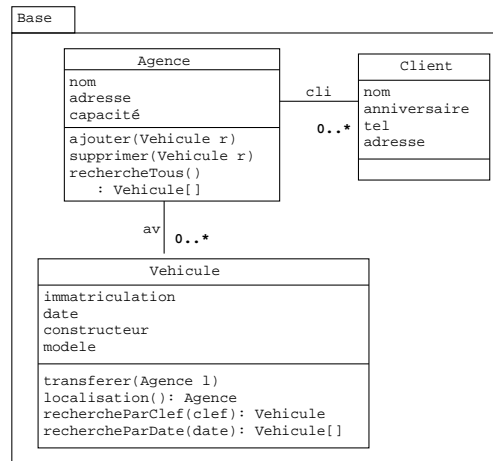 Base
Agence
nom
adresse
capacité
ajouter(Vehicule r)
supprimer(Vehicule r)
rechercheTous()
: Vehicule[]
cli
0..*
Client
nom
anniversaire
tel
adresse
av
0..*
Vehicule
immatriculation
date
constructeur
modele
transferer(Agence l)
localisation(): Agence
rechercheParClef(clef): Vehicule
rechercheParDate(date): Vehicule[]